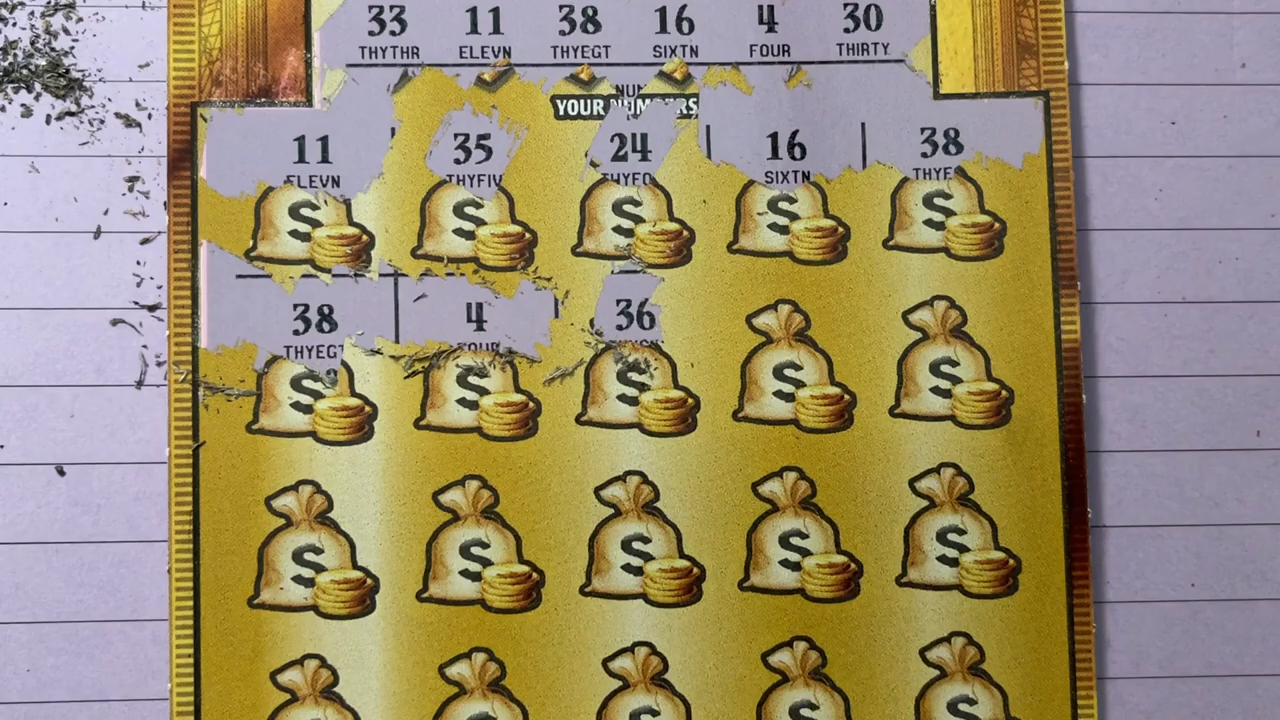 33 11 38 16 4 30
THYTHR ELEVN THYEGT SIXTN FOUR THIRTY
YOUR NUMBERS
11 35 24 16 38
ELEVN THYFIV SIXTN
38 4 36
THYEGT FOUR